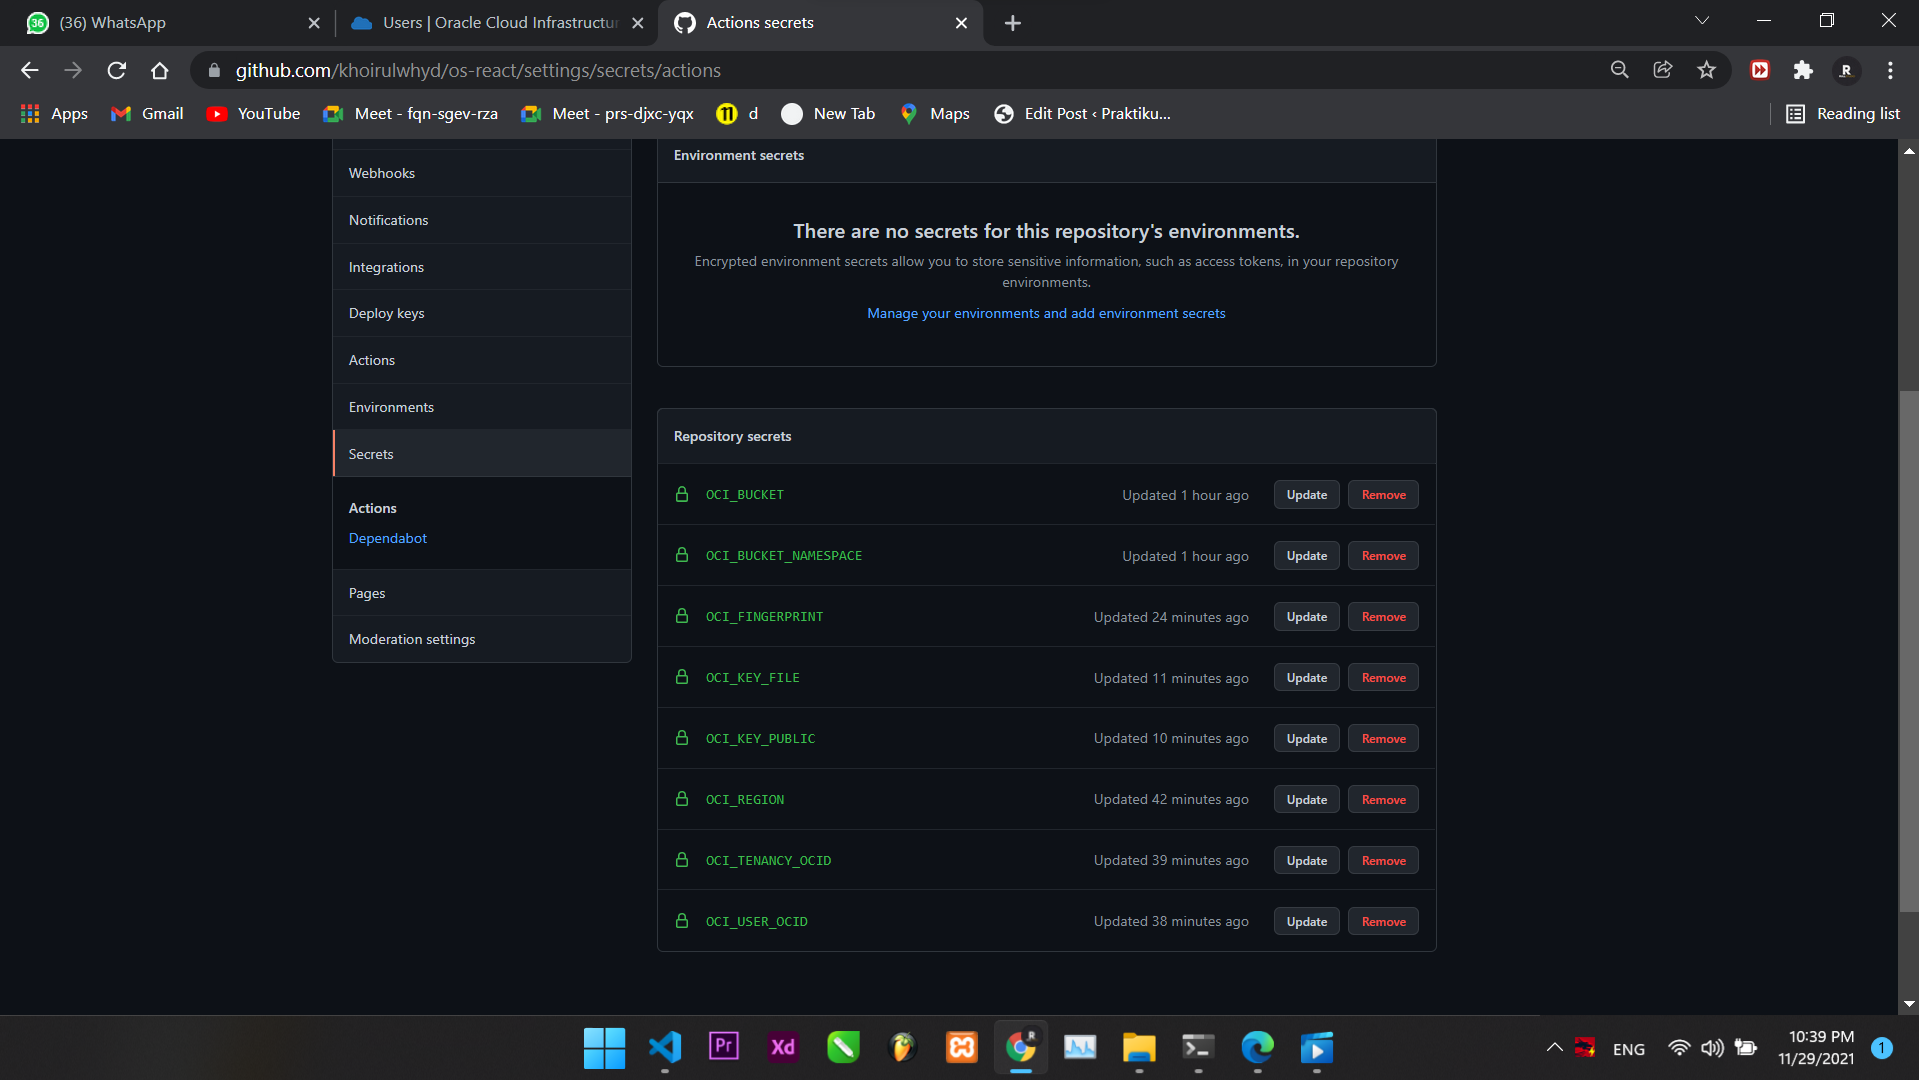 36 (36) WhatsApp
Users | Oracle Cloud Infrastructur
Actions secrets
github.com/khoirulwhyd/os-react/settings/secrets/actions
R
Apps
Gmail
YouTube
Meet - fqn-sgev-rza
Meet - prs-djxc-yqx
d
New Tab
Maps
Edit Post ‹ Praktiku...
Reading list
Webhooks
Notifications
Integrations
Deploy keys
Actions
Environments
Secrets
Actions
Dependabot
Pages
Moderation settings
Environment secrets
There are no secrets for this repository's environments.
Encrypted environment secrets allow you to store sensitive information, such as access tokens, in your repository
environments.
Manage your environments and add environment secrets
Repository secrets
OCI_BUCKET Updated 1 hour ago Update Remove
OCI_BUCKET_NAMESPACE Updated 1 hour ago Update Remove
OCI_FINGERPRINT Updated 24 minutes ago Update Remove
OCI_KEY_FILE Updated 11 minutes ago Update Remove
OCI_KEY_PUBLIC Updated 10 minutes ago Update Remove
OCI_REGION Updated 42 minutes ago Update Remove
OCI_TENANCY_OCID Updated 39 minutes ago Update Remove
OCI_USER_OCID Updated 38 minutes ago Update Remove
Pr
Xd
R
ENG
10:39 PM
11/29/2021
1